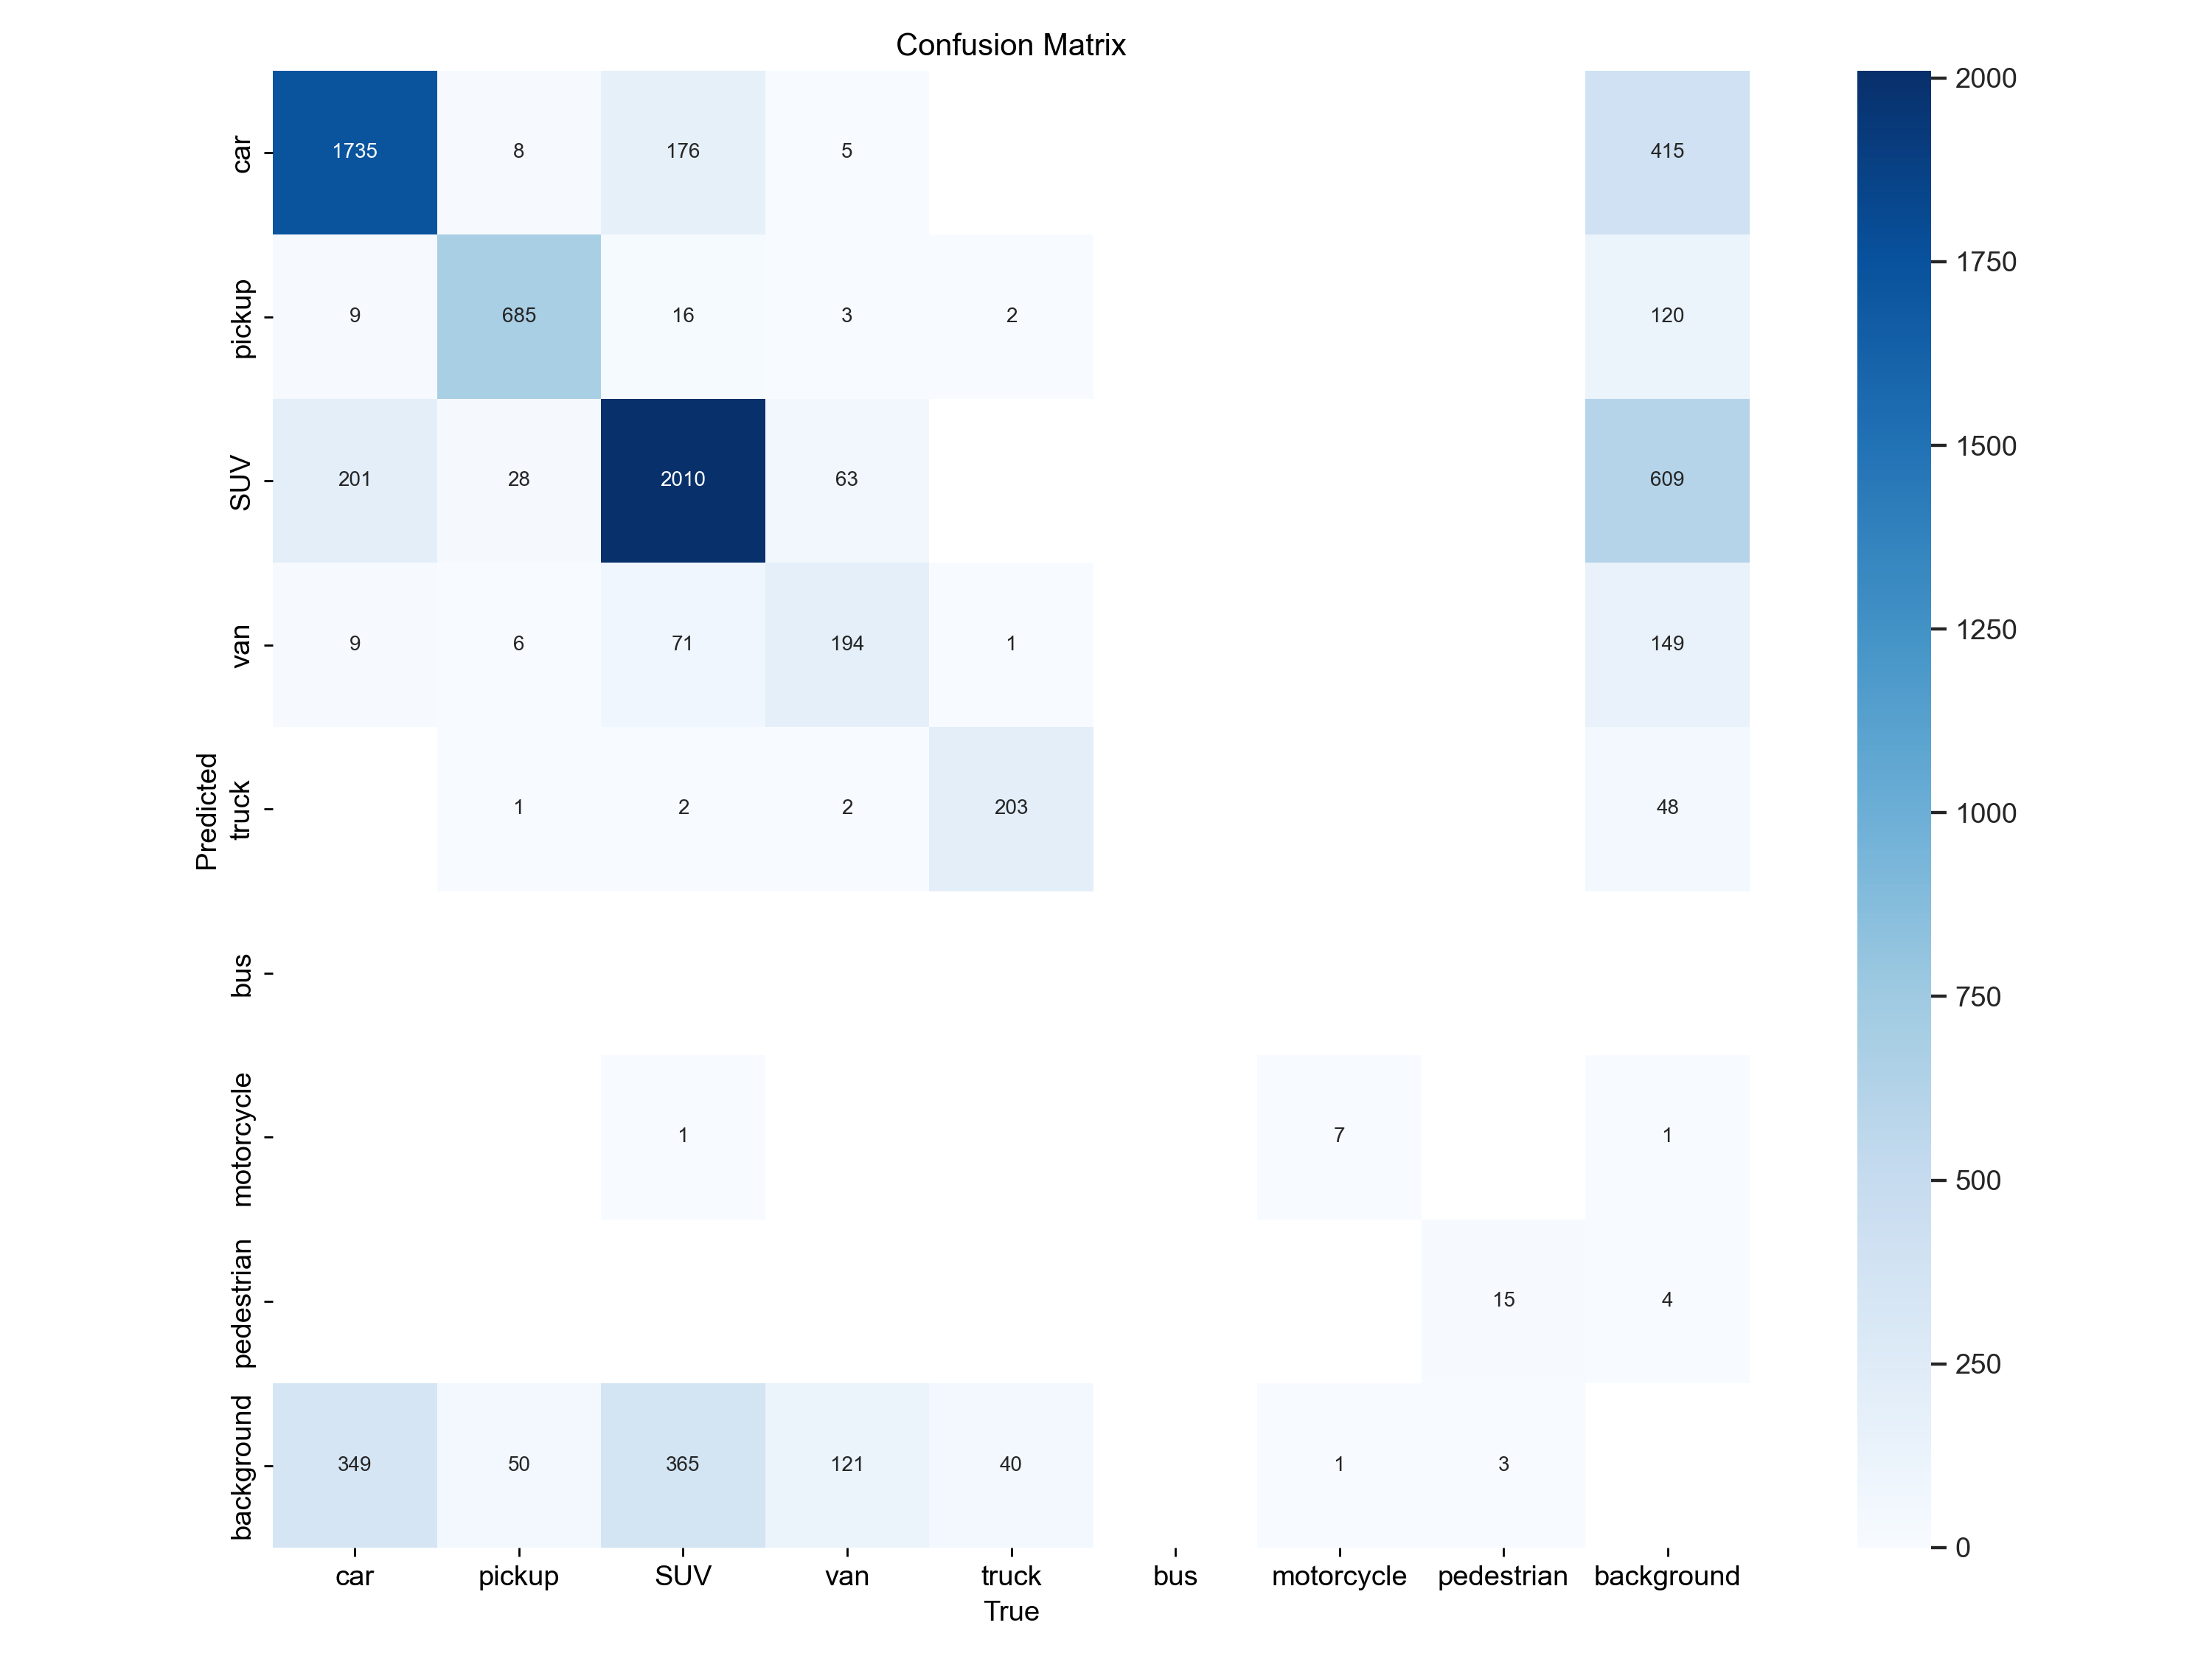 Confusion Matrix
car 1735 8 176 5 415
pickup 9 685 16 3 2 120
SUV 201 28 2010 63 609
van 9 6 71 194 1 149
truck 1 2 2 203 48
bus
motorcycle 1 7 1
pedestrian 15 4
background 349 50 365 121 40 1 3
Predicted
car pickup SUV van truck bus motorcycle pedestrian background
True
2000
1750
1500
1250
1000
750
500
250
0